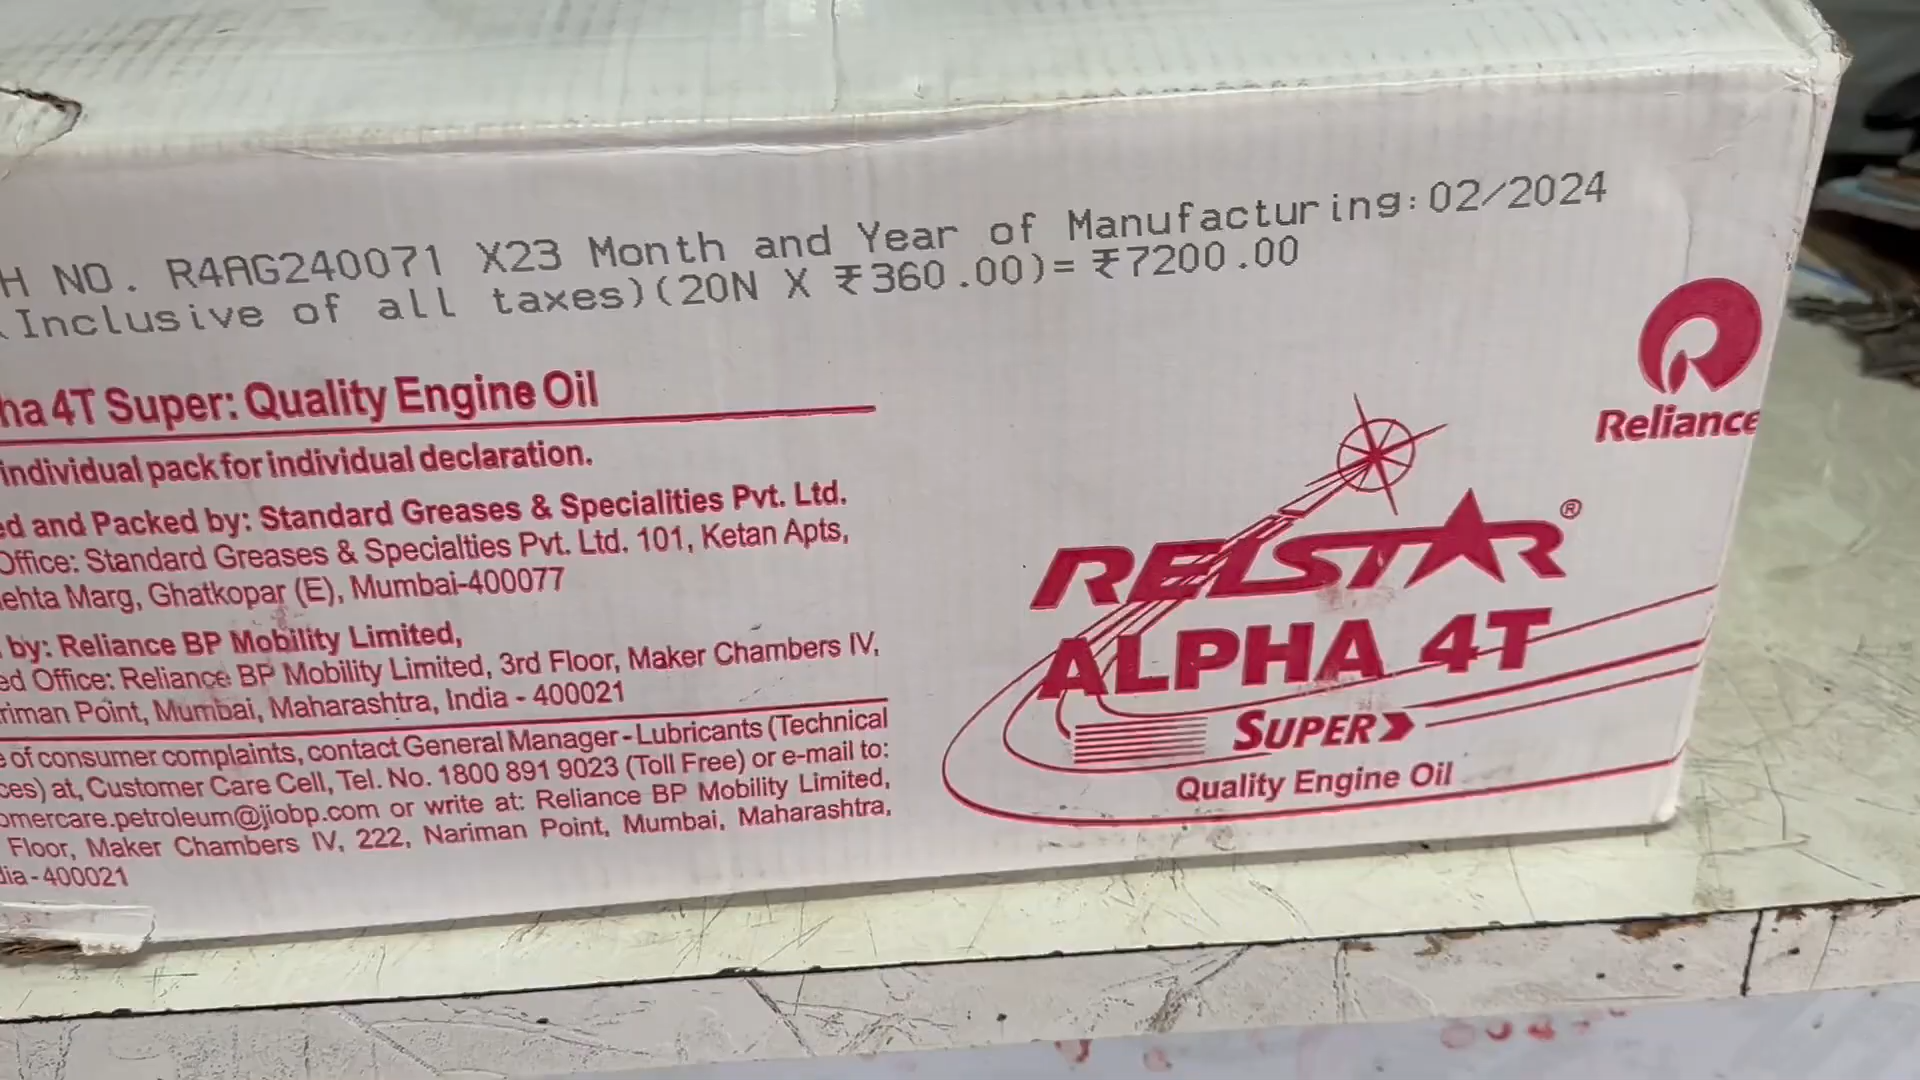 H NO. R4AG240071 X23 Month and Year of Manufacturing:02/2024
Inclusive of all taxes)(20N X ₹360.00)= ₹7200.00
Reliance
ha 4T Super: Quality Engine Oil
individual pack for individual declaration.
ed and Packed by: Standard Greases & Specialities Pvt. Ltd.
Office: Standard Greases & Specialties Pvt. Ltd. 101, Ketan Apts,
ehta Marg, Ghatkopar (E), Mumbai-400077
by: Reliance BP Mobility Limited,
ed Office: Reliance BP Mobility Limited, 3rd Floor, Maker Chambers IV,
riman Point, Mumbai, Maharashtra, India - 400021
e of consumer complaints, contact General Manager - Lubricants (Technical
ces) at, Customer Care Cell, Tel. No. 1800 891 9023 (Toll Free) or e-mail to:
omercare.petroleum@jiobp.com or write at: Reliance BP Mobility Limited,
Floor, Maker Chambers IV, 222, Nariman Point, Mumbai, Maharashtra,
dia - 400021
RELSTAR®
ALPHA 4T
SUPER
Quality Engine Oil